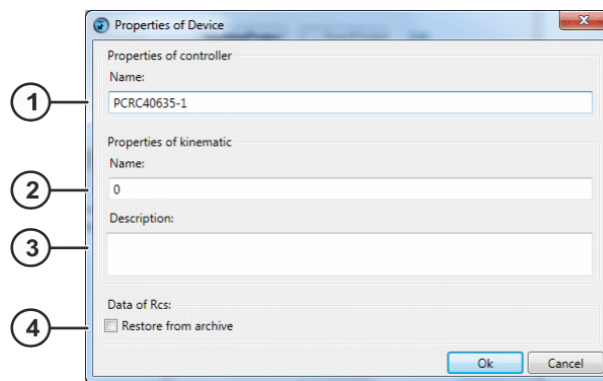 Properties of Device
Properties of controller
Name:
1
PCRC40635-1
Properties of kinematic
Name:
2
0
Description:
3
Data of Rcs:
4
Restore from archive
Ok
Cancel